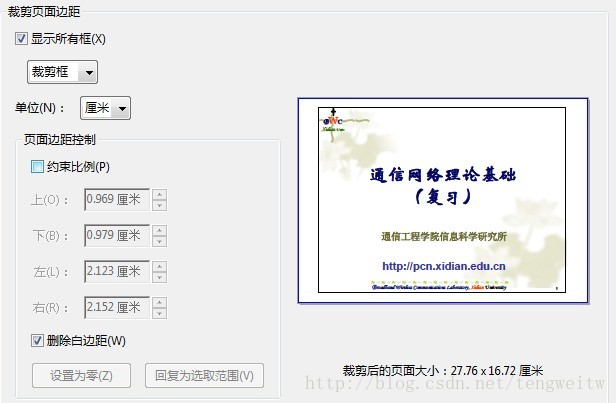 裁剪页面边距
显示所有框(X)
裁剪框
单位(N)： 厘米
页面边距控制
约束比例(P)
上(O)： 0.969 厘米
下(B)： 0.979 厘米
左(L)： 2.123 厘米
右(R)： 2.152 厘米
删除白边距(W)
设置为零(Z) 回复为选取范围(V)
通信网络理论基础
（复习）
通信工程学院信息科学研究所
http://pcn.xidian.edu.cn
Broadband Wireless Communications Laboratory, Xidian University
裁剪后的页面大小：27.76 x 16.72 厘米
http://blog.csdn.net/tengweitw